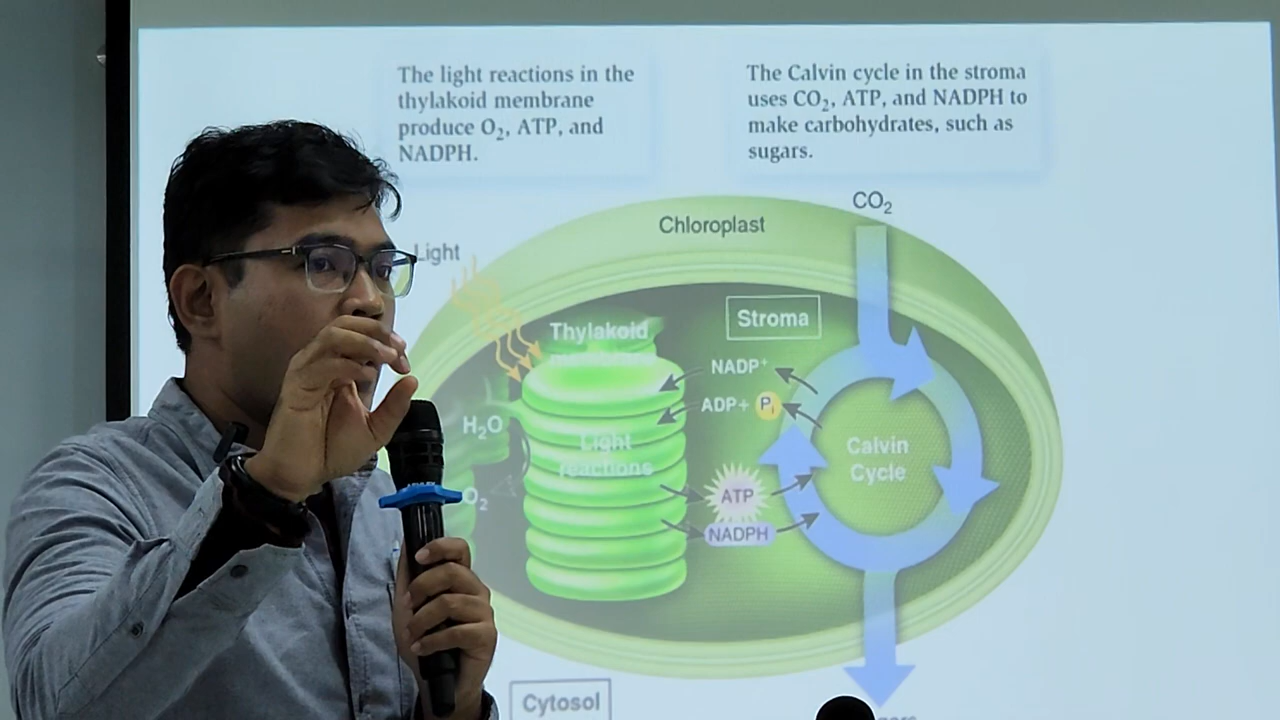 The light reactions in the
thylakoid membrane
produce O₂, ATP, and
NADPH.
The Calvin cycle in the stroma
uses CO₂, ATP, and NADPH to
make carbohydrates, such as
sugars.
CO₂
Chloroplast
Light
Thylakoid
Stroma
NADP⁺
ADP+ Pi
H₂O
Light
reactions
Calvin
Cycle
ATP
O₂
NADPH
Cytosol